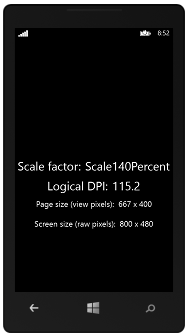 8:52
Scale factor: Scale140Percent
Logical DPI: 115.2
Page size (view pixels): 667 x 400
Screen size (raw pixels): 800 x 480